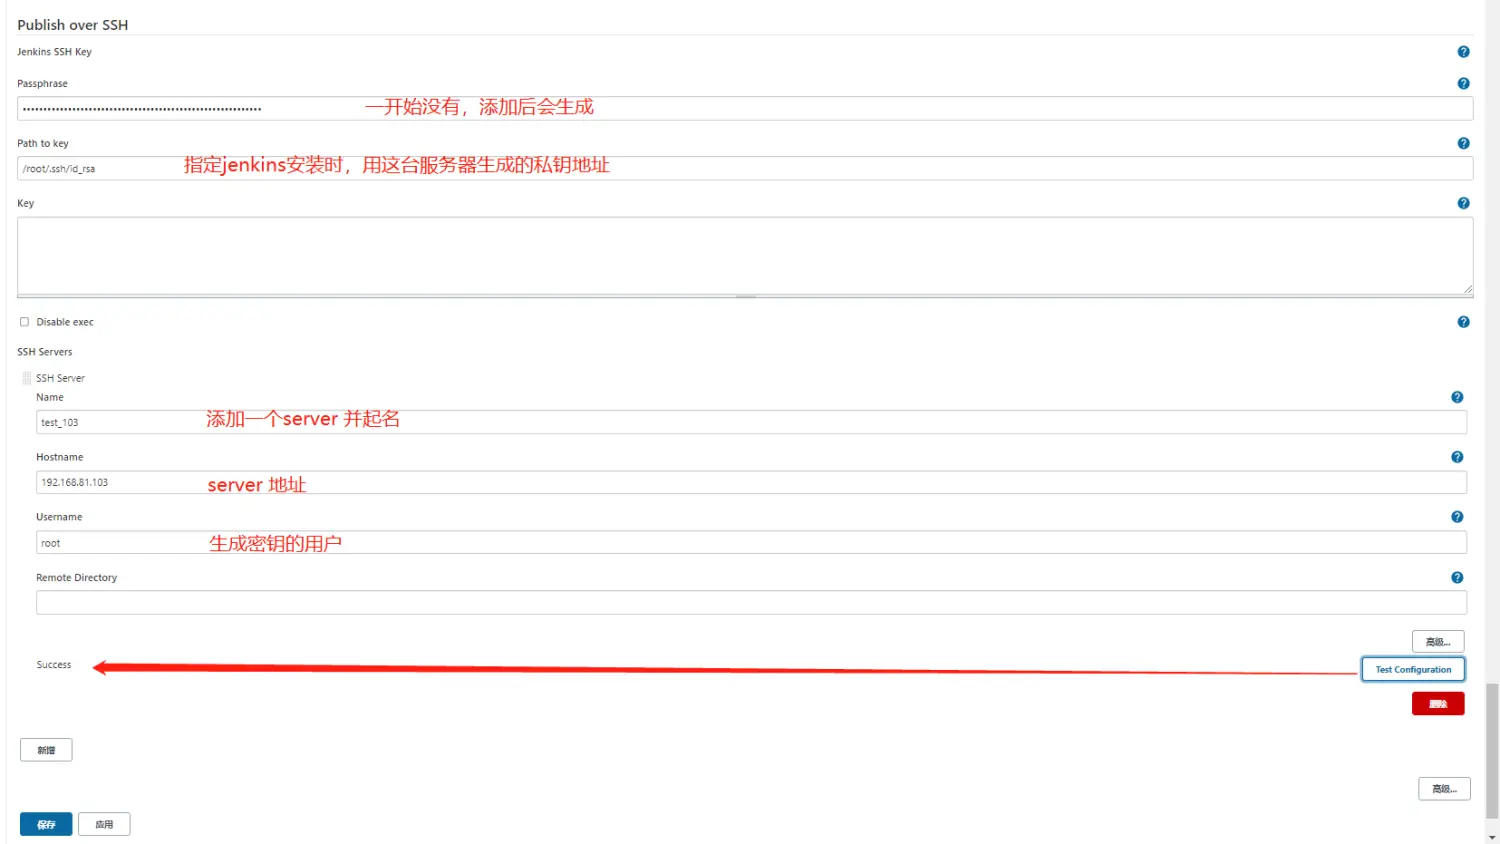 Publish over SSH
Jenkins SSH Key
Passphrase
一开始没有，添加后会生成
Path to key
/root/.ssh/id_rsa
指定jenkins安装时，用这台服务器生成的私钥地址
Key
Disable exec
SSH Servers
SSH Server
Name
test_103
添加一个server 并起名
Hostname
192.168.81.103
server 地址
Username
root
生成密钥的用户
Remote Directory
高级...
Success
Test Configuration
删除
新增
高级...
保存
应用